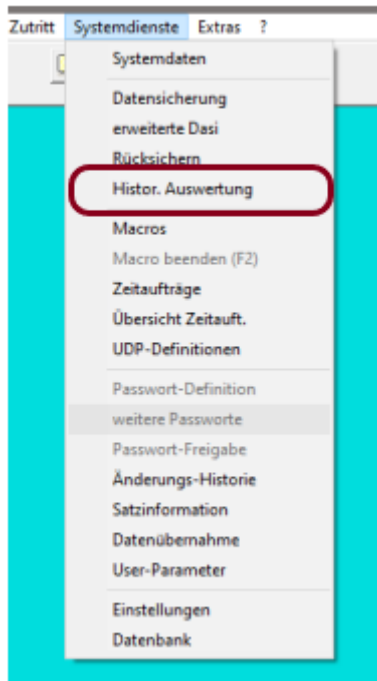 Zutritt Systemdienste Extras ?
Systemdaten
Datensicherung
erweiterte Dasi
Rücksichern
Histor. Auswertung
Macros
Macro beenden (F2)
Zeitaufträge
Übersicht Zeitauft.
UDP-Definitionen
Passwort-Definition
weitere Passworte
Passwort-Freigabe
Änderungs-Historie
Satzinformation
Datenübernahme
User-Parameter
Einstellungen
Datenbank